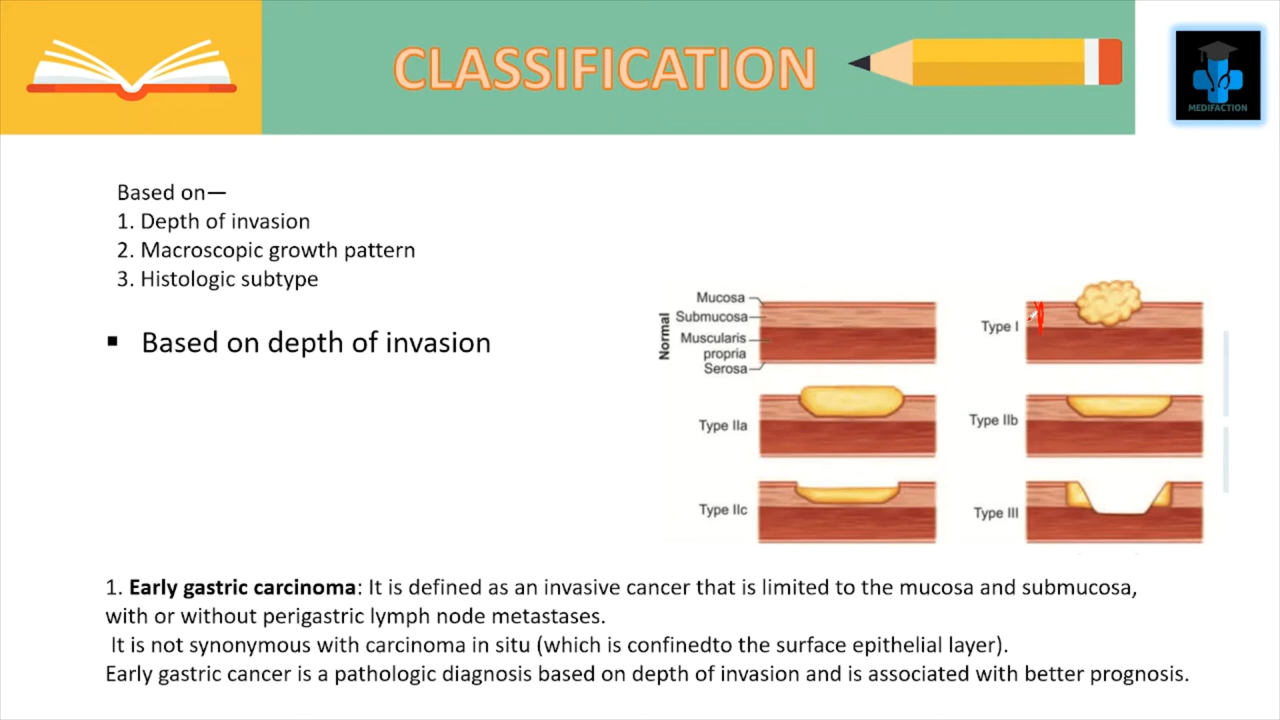 CLASSIFICATION
MEDIFACTION
Based on—
1. Depth of invasion
2. Macroscopic growth pattern
3. Histologic subtype
▪ Based on depth of invasion
Normal
Mucosa
Submucosa
Muscularis
propria
Serosa
Type I
Type IIa
Type IIb
Type IIc
Type III
1. Early gastric carcinoma: It is defined as an invasive cancer that is limited to the mucosa and submucosa,
with or without perigastric lymph node metastases.
It is not synonymous with carcinoma in situ (which is confinedto the surface epithelial layer).
Early gastric cancer is a pathologic diagnosis based on depth of invasion and is associated with better prognosis.